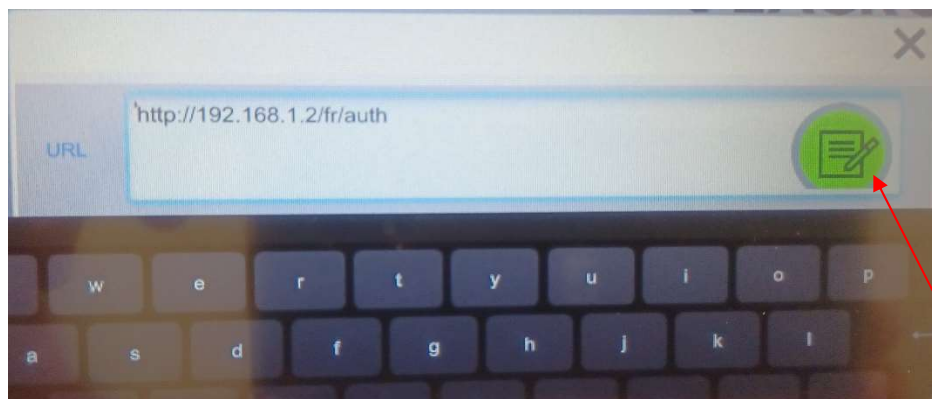 URL
http://192.168.1.2/fr/auth
w e r t y u i o p
a s d f g h j k l